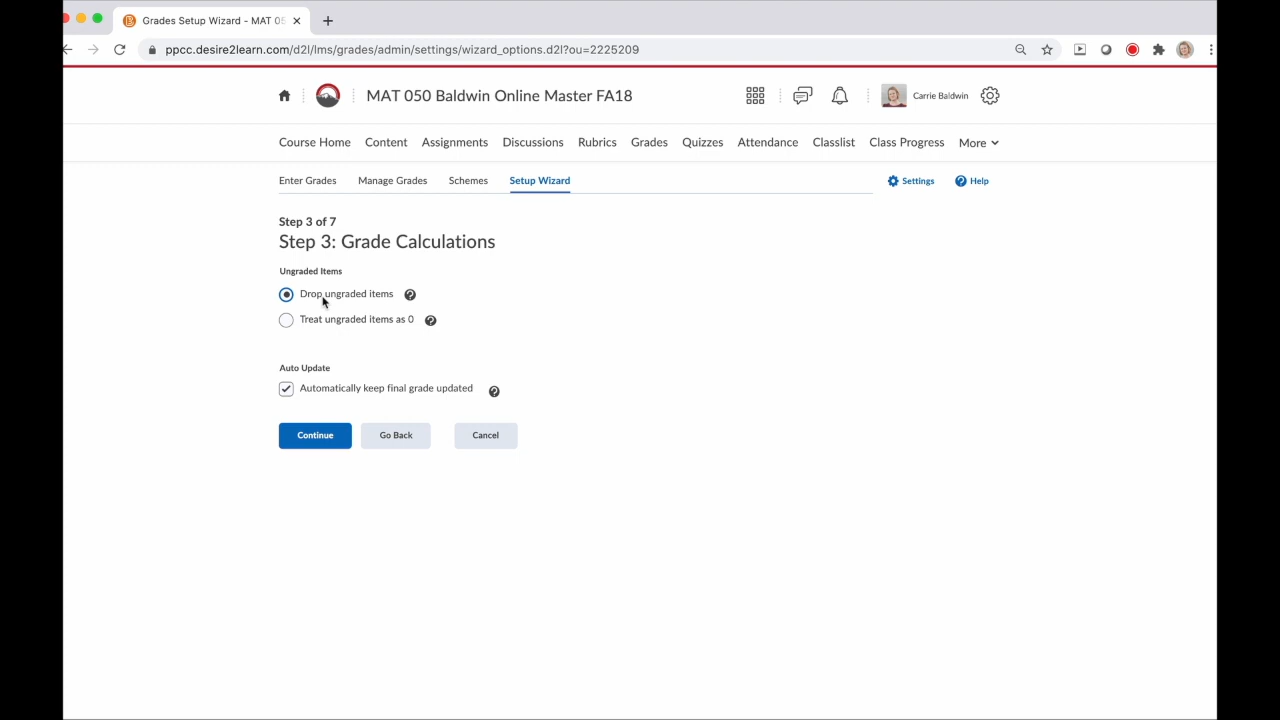 Grades Setup Wizard - MAT 05
ppcc.desire2learn.com/d2l/lms/grades/admin/settings/wizard_options.d2l?ou=2225209
MAT 050 Baldwin Online Master FA18
Carrie Baldwin
Course Home Content Assignments Discussions Rubrics Grades Quizzes Attendance Classlist Class Progress More
Enter Grades Manage Grades Schemes Setup Wizard Settings Help
Step 3 of 7
Step 3: Grade Calculations
Ungraded Items
Drop ungraded items
Treat ungraded items as 0
Auto Update
Automatically keep final grade updated
Continue Go Back Cancel